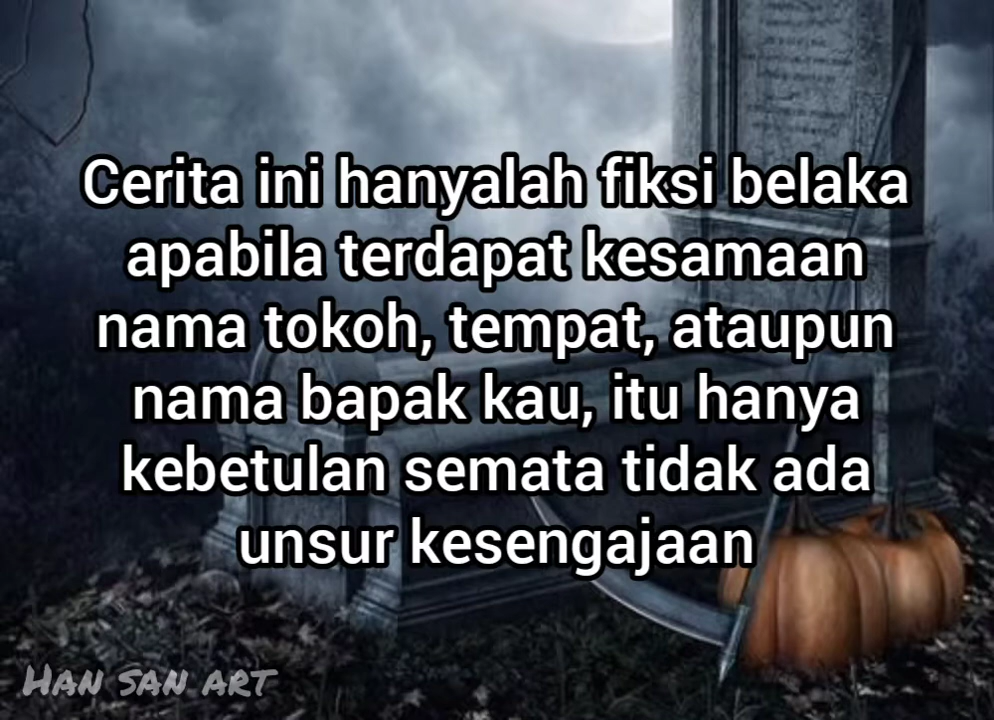 Cerita ini hanyalah fiksi belaka
apabila terdapat kesamaan
nama tokoh, tempat, ataupun
nama bapak kau, itu hanya
kebetulan semata tidak ada
unsur kesengajaan
HAN SAN ART